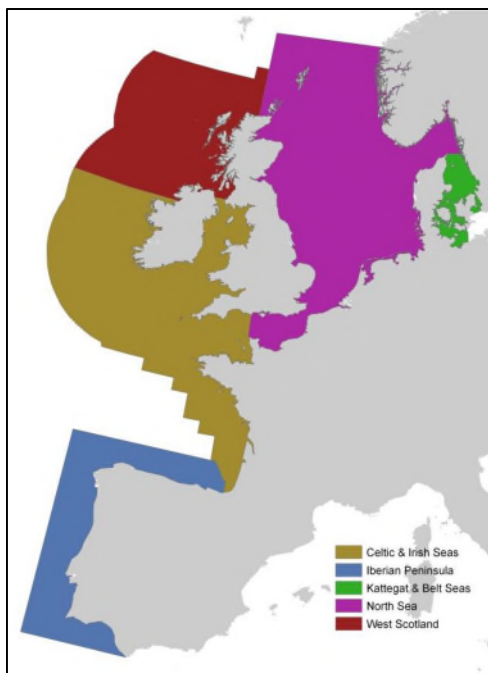 Celtic & Irish Seas
Iberian Peninsula
Kattegat & Belt Seas
North Sea
West Scotland